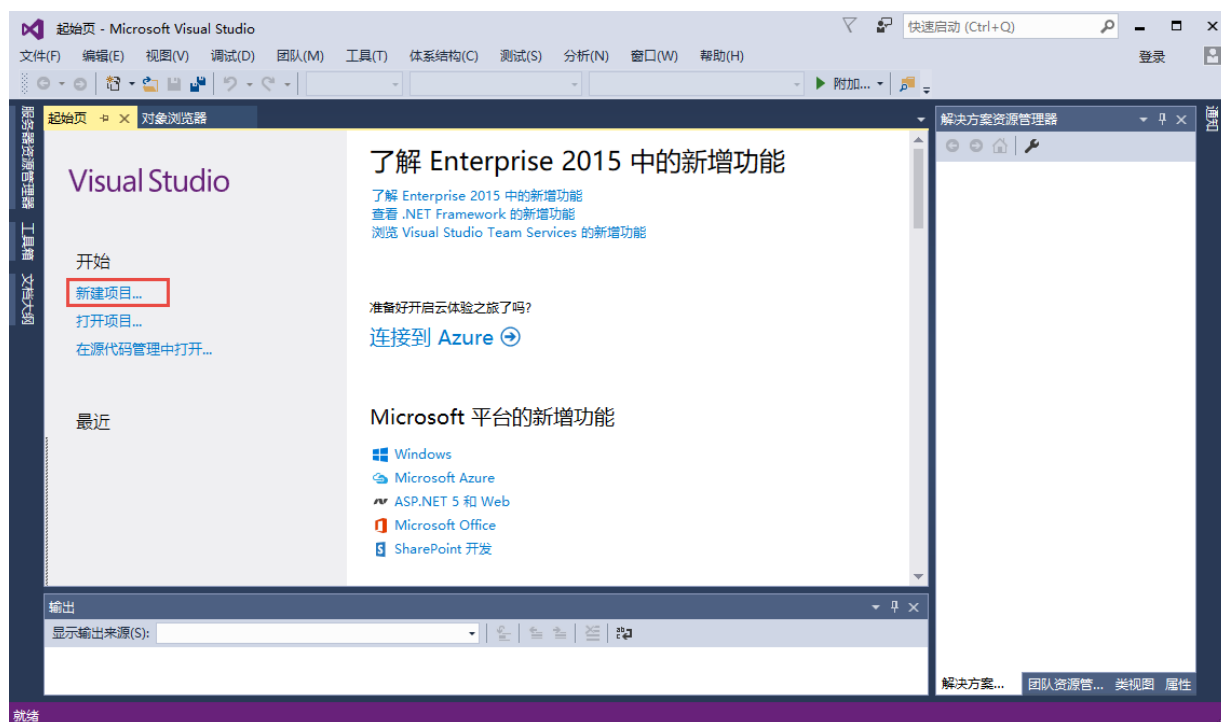 起始页 - Microsoft Visual Studio
快速启动 (Ctrl+Q)
文件(F) 编辑(E) 视图(V) 调试(D) 团队(M) 工具(T) 体系结构(C) 测试(S) 分析(N) 窗口(W) 帮助(H)
登录
附加...
服务器资源管理器
工具箱
文档大纲
起始页 对象浏览器
Visual Studio
开始
新建项目...
打开项目...
在源代码管理中打开...
最近
了解 Enterprise 2015 中的新增功能
了解 Enterprise 2015 中的新增功能
查看 .NET Framework 的新增功能
浏览 Visual Studio Team Services 的新增功能
准备好开启云体验之旅了吗?
连接到 Azure
Microsoft 平台的新增功能
Windows
Microsoft Azure
ASP.NET 5 和 Web
Microsoft Office
SharePoint 开发
解决方案资源管理器
通知
输出
显示输出来源(S):
解决方案... 团队资源管... 类视图 属性
就绪